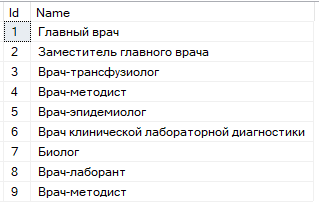 Id Name
1 Главный врач
2 Заместитель главного врача
3 Врач-трансфузиолог
4 Врач-методист
5 Врач-эпидемиолог
6 Врач клинической лабораторной диагностики
7 Биолог
8 Врач-лаборант
9 Врач-методист